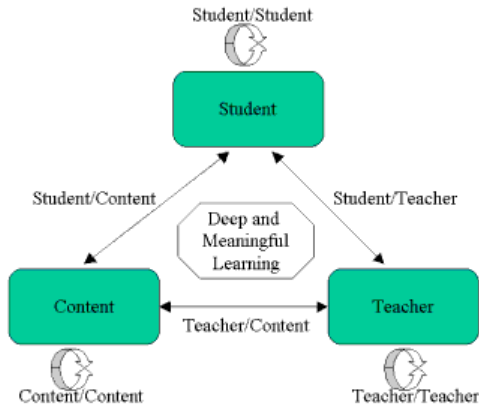 Student/Student
Student
Student/Content
Student/Teacher
Deep and
Meaningful
Learning
Content
Teacher
Teacher/Content
Content/Content
Teacher/Teacher